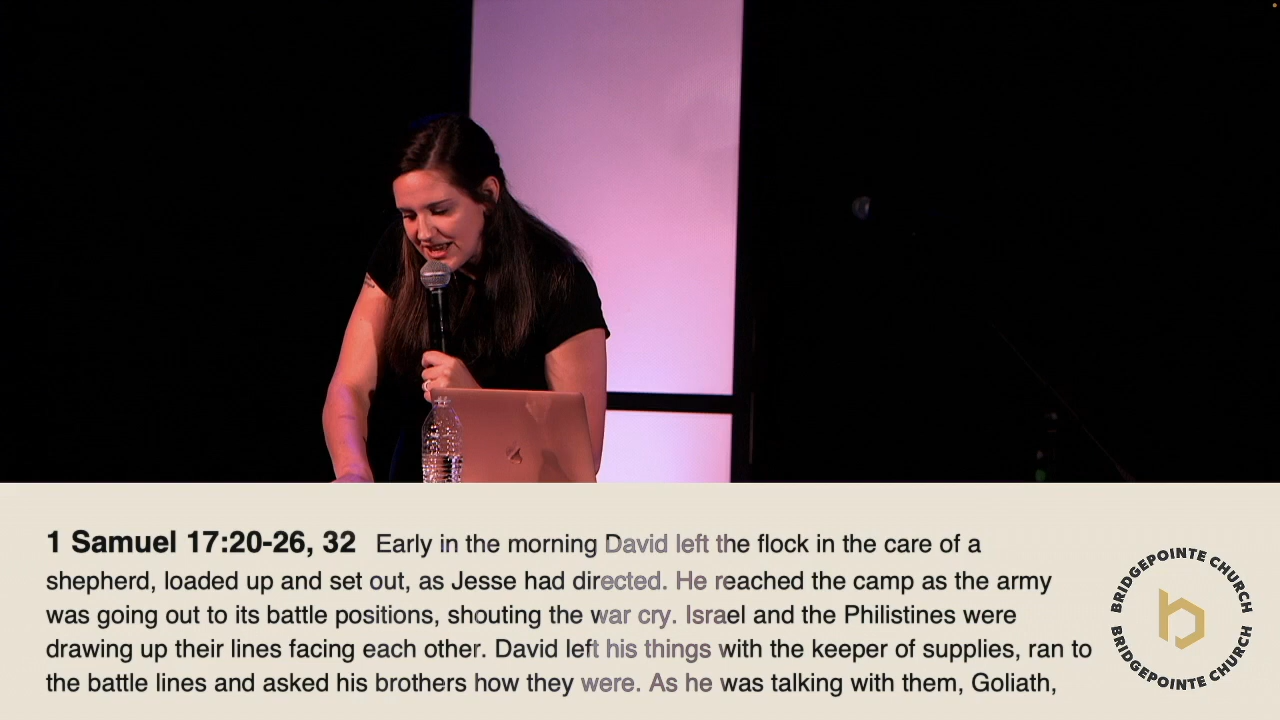 1 Samuel 17:20-26, 32 Early in the morning David left the flock in the care of a
shepherd, loaded up and set out, as Jesse had directed. He reached the camp as the army
was going out to its battle positions, shouting the war cry. Israel and the Philistines were
drawing up their lines facing each other. David left his things with the keeper of supplies, ran to
the battle lines and asked his brothers how they were. As he was talking with them, Goliath,
BRIDGEPOINTE CHURCH
BRIDGEPOINTE CHURCH